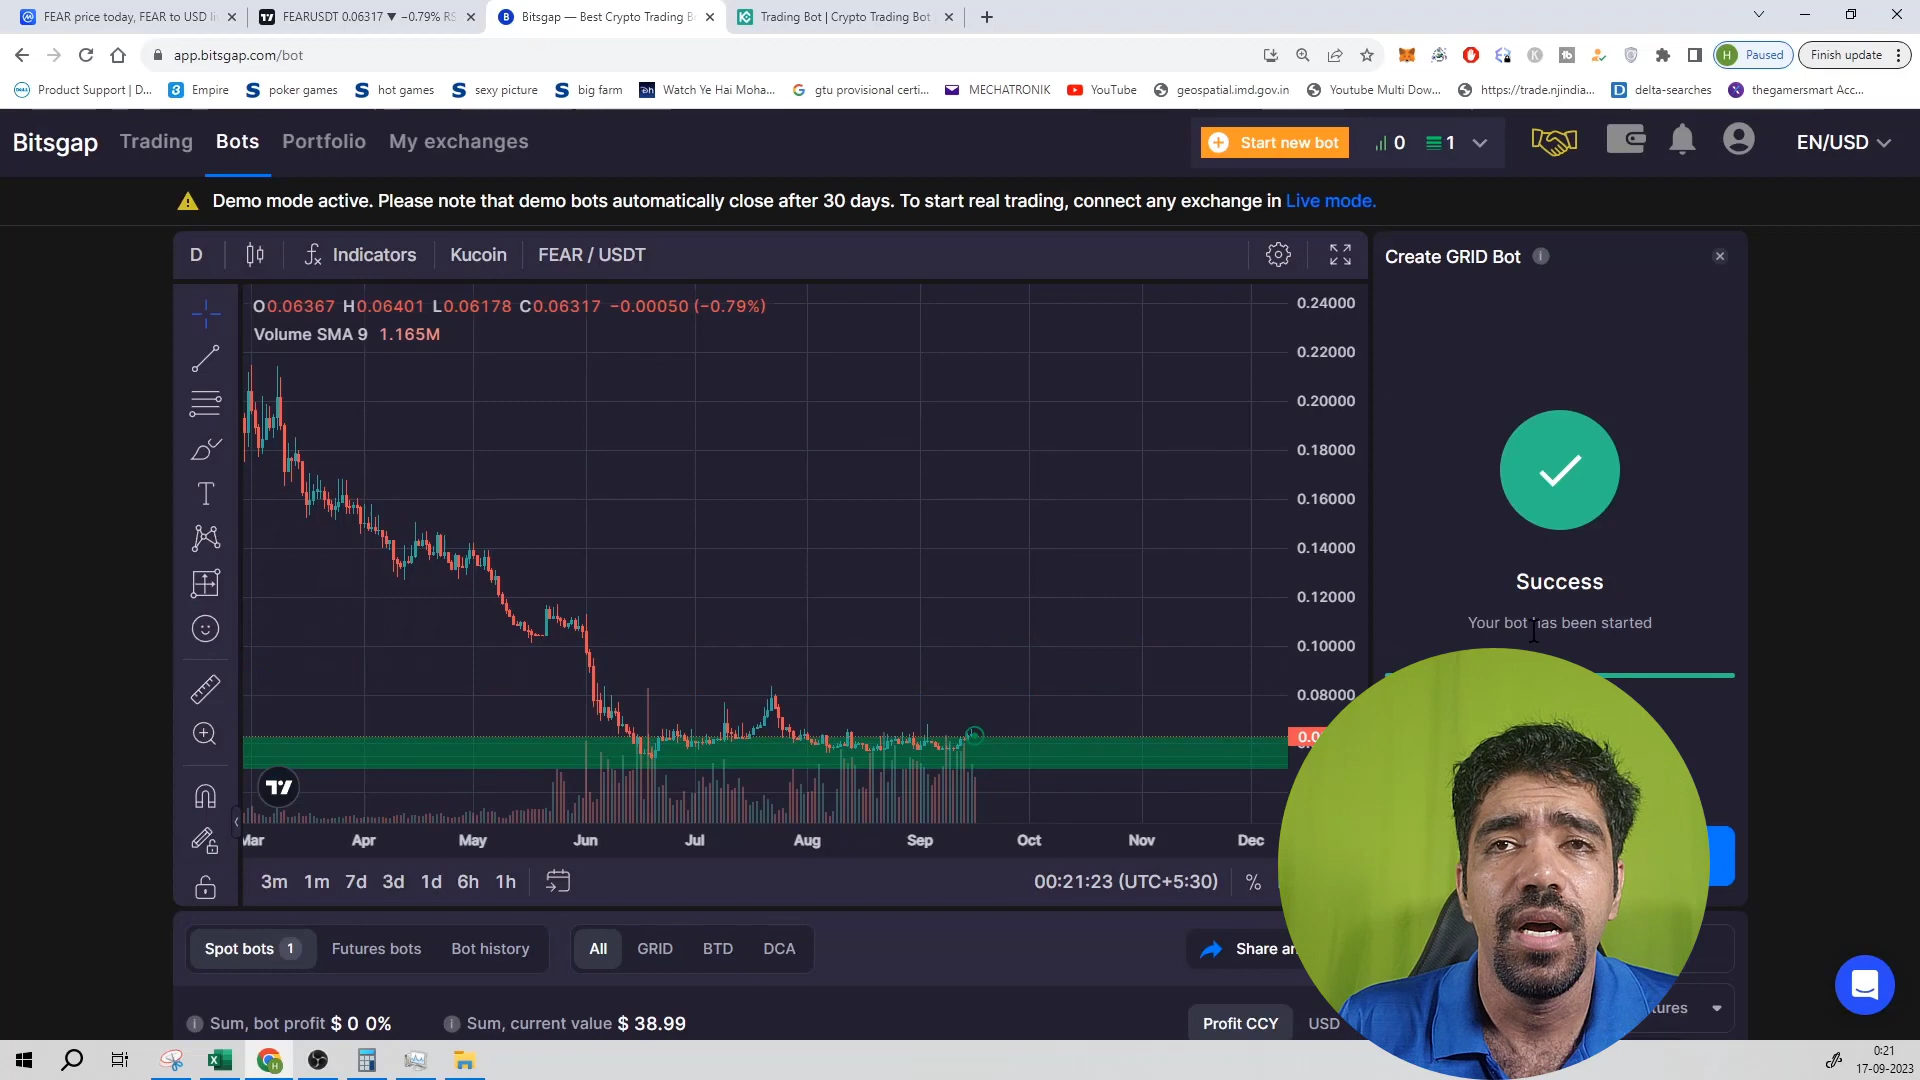 FEAR price today, FEAR to USD li
FEARUSDT 0.06317 ▼ −0.79% RS
Bitsgap — Best Crypto Trading B
Trading Bot | Crypto Trading Bot
app.bitsgap.com/bot
H Paused
Finish update
Product Support | D...
Empire
poker games
hot games
sexy picture
big farm
Watch Ye Hai Moha...
gtu provisional certi...
MECHATRONIK
YouTube
geospatial.imd.gov.in
Youtube Multi Dow...
https://trade.njindia...
delta-searches
thegamersmart Acc...
Bitsgap Trading Bots Portfolio My exchanges
Start new bot
0
1
EN/USD
Demo mode active. Please note that demo bots automatically close after 30 days. To start real trading, connect any exchange in Live mode.
D
Indicators
Kucoin
FEAR / USDT
Create GRID Bot
O0.06367 H0.06401 L0.06178 C0.06317 −0.00050 (−0.79%)
Volume SMA 9 1.165M
0.24000
0.22000
0.20000
0.18000
0.16000
0.14000
0.12000
0.10000
0.08000
Success
Your bot has been started
Mar Apr May Jun Jul Aug Sep Oct Nov Dec
3m 1m 7d 3d 1d 6h 1h
00:21:23 (UTC+5:30)
%
Spot bots 1
Futures bots
Bot history
All GRID BTD DCA
Share an
Sum, bot profit $ 0 0%
Sum, current value $ 38.99
Profit CCY
USD
tures
0:21
17-09-2023